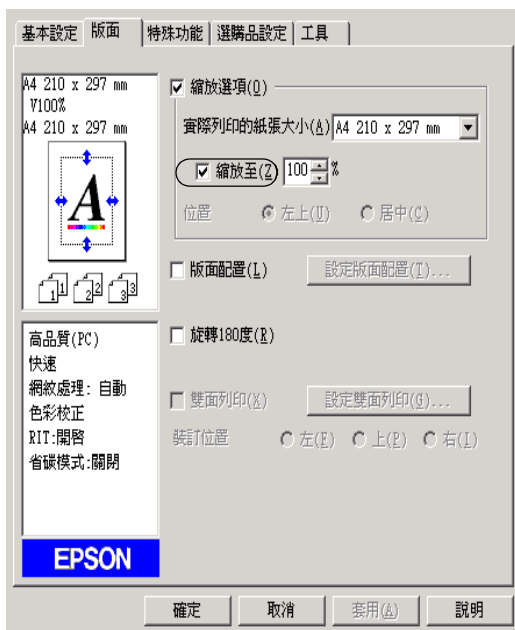 基本設定 版面 特殊功能 選購品設定 工具
A4 210 x 297 mm
V100%
A4 210 x 297 mm
A
1 1 2 2 3 3
高品質(PC)
快速
網紋處理: 自動
色彩校正
RIT:開啓
省碳模式:關閉
EPSON
縮放選項(O)
實際列印的紙張大小(A) A4 210 x 297 mm
縮放至(Z) 100 %
位置 左上(U) 居中(C)
版面配置(L) 設定版面配置(T)...
旋轉180度(R)
雙面列印(X) 設定雙面列印(G)...
裝訂位置 左(F) 上(P) 右(I)
確定 取消 套用(A) 說明